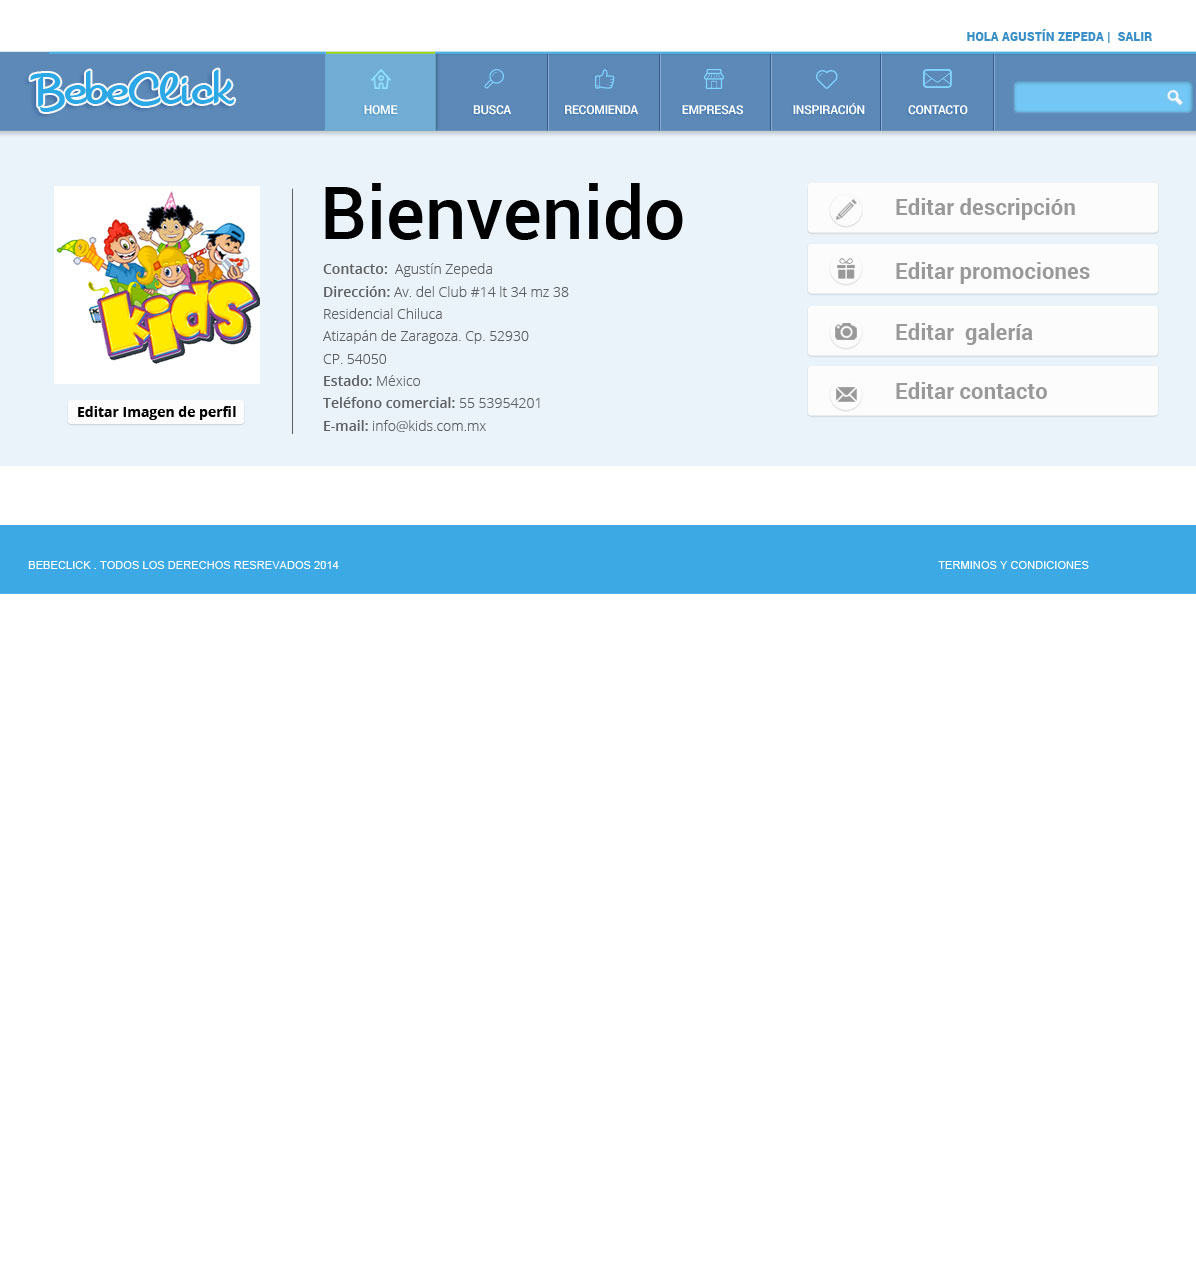 HOLA AGUSTÍN ZEPEDA | SALIR
BebeClick
HOME
BUSCA
RECOMIENDA
EMPRESAS
INSPIRACIÓN
CONTACTO
kids
Editar Imagen de perfil
Bienvenido
Contacto: Agustín Zepeda
Dirección: Av. del Club #14 lt 34 mz 38
Residencial Chiluca
Atizapán de Zaragoza. Cp. 52930
CP. 54050
Estado: México
Teléfono comercial: 55 53954201
E-mail: info@kids.com.mx
Editar descripción
Editar promociones
Editar galería
Editar contacto
BEBECLICK . TODOS LOS DERECHOS RESREVADOS 2014
TERMINOS Y CONDICIONES